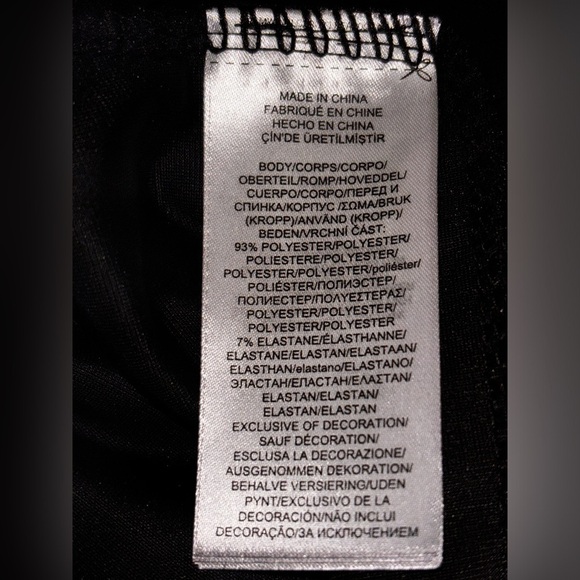 MADE IN CHINA
FABRIQUÉ EN CHINE
HECHO EN CHINA
ÇİN'DE ÜRETİLMİŞTİR
BODY/CORPS/CORPO/
OBERTEIL/ROMP/HOVEDDEL/
CUERPO/CORPO/ПЕРЕД И
СПИНКА/КОРПУС /ΣΩΜΑ/BRUK
(KROPP)/ANVÄND (KROPP)/
BEDEN/VRCHNÍ ČÁST:
93% POLYESTER/POLYESTER/
POLIESTERE/POLYESTER/
POLYESTER/POLYESTER/poliéster/
POLIÉSTER/ПОЛИЭСТЕР/
ПОЛИЕСТЕР/ΠΟΛΥΕΣΤΕΡΑΣ/
POLYESTER/POLYESTER/
POLYESTER/POLYESTER
7% ELASTANE/ÉLASTHANNE/
ELASTANE/ELASTAN/ELASTAAN/
ELASTHAN/elastano/ELASTANO/
ЭЛАСТАН/ЕЛАСТАН/ΕΛΑΣΤΑΝ/
ELASTAN/ELASTAN/
ELASTAN/ELASTAN
EXCLUSIVE OF DECORATION/
SAUF DÉCORATION/
ESCLUSA LA DECORAZIONE/
AUSGENOMMEN DEKORATION/
BEHALVE VERSIERING/UDEN
PYNT/EXCLUSIVO DE LA
DECORACIÓN/NÃO INCLUI
DECORAÇÃO/ЗА ИСКЛЮЧЕНИЕМ